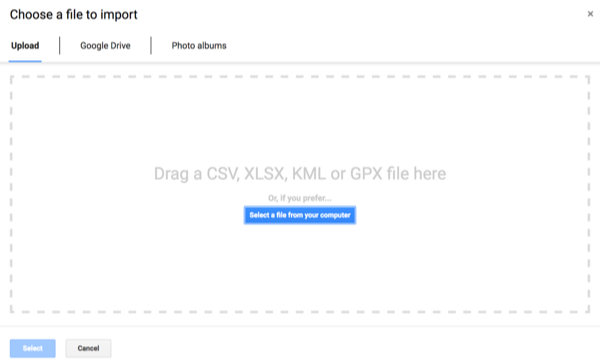 Choose a file to import
Upload Google Drive Photo albums
Drag a CSV, XLSX, KML or GPX file here
Or, if you prefer...
Select a file from your computer
Select Cancel